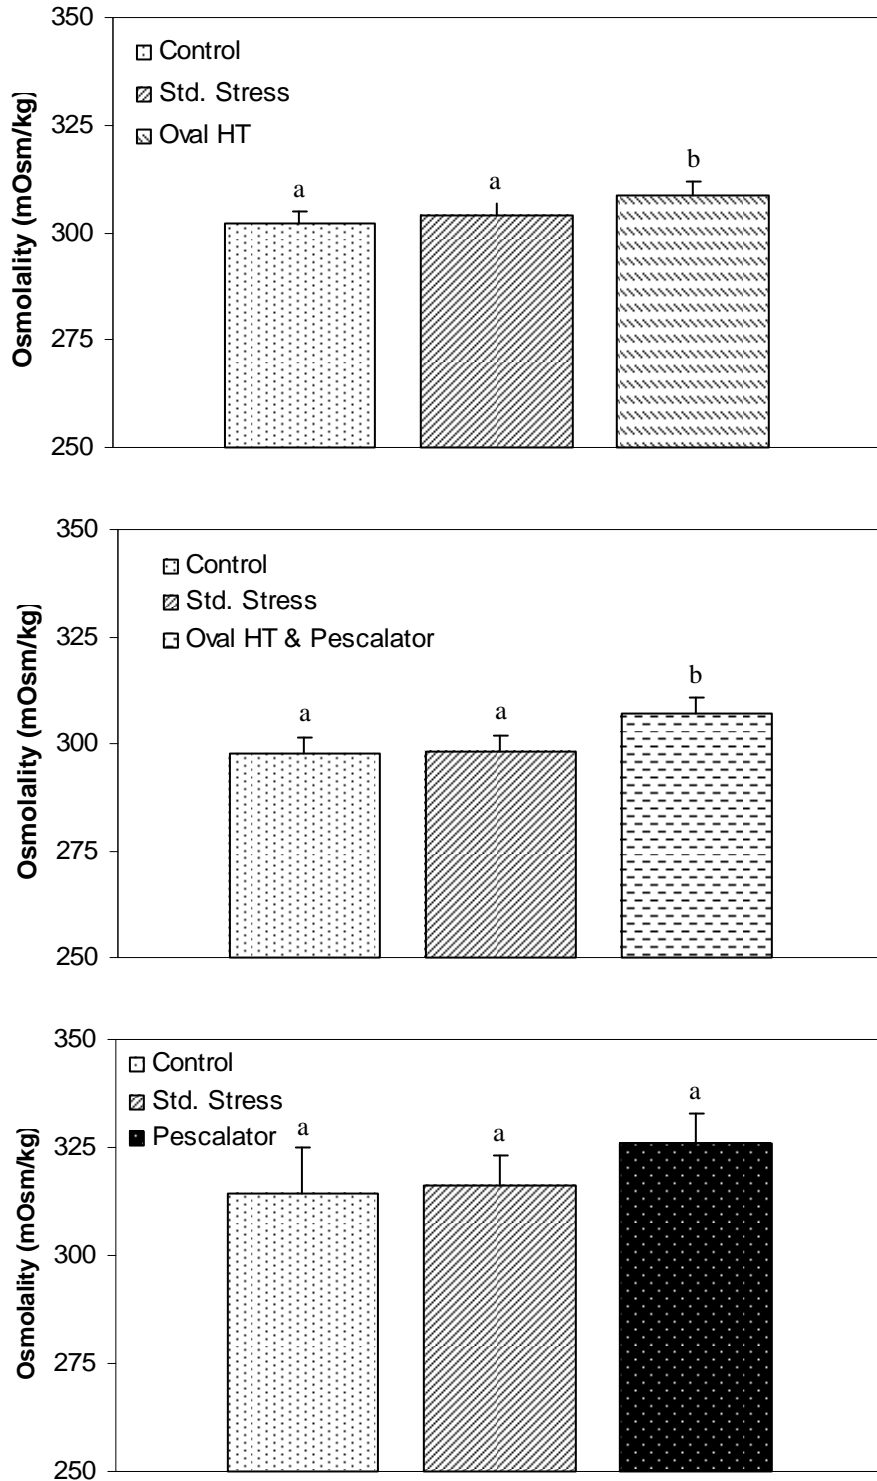 350
Control
Std. Stress
Oval HT
325
b
a
a
300
275
250
Osmolality (mOsm/kg)
350
Control
Std. Stress
Oval HT & Pescalator
325
b
a
a
300
275
250
Osmolality (mOsm/kg)
350
Control
Std. Stress
Pescalator
325
a
a
a
300
275
250
Osmolality (mOsm/kg)